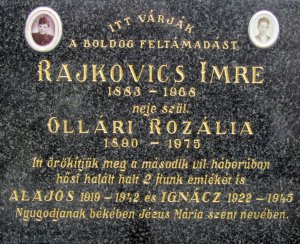 ITT VÁRJÁK
A BOLDOG FELTÁMADÁST
RAJKOVICS IMRE
1883 - 1968
neje szül.
OLLÁRI ROZÁLIA
1890 - 1975
Itt örökítjük meg a második vil. háborúban
hősi halált halt 2 fiunk emlékét is
ALAJOS 1919 - 1942 és IGNÁCZ 1922 - 1945
Nyugodjanak békében Jézus Mária szent nevében.